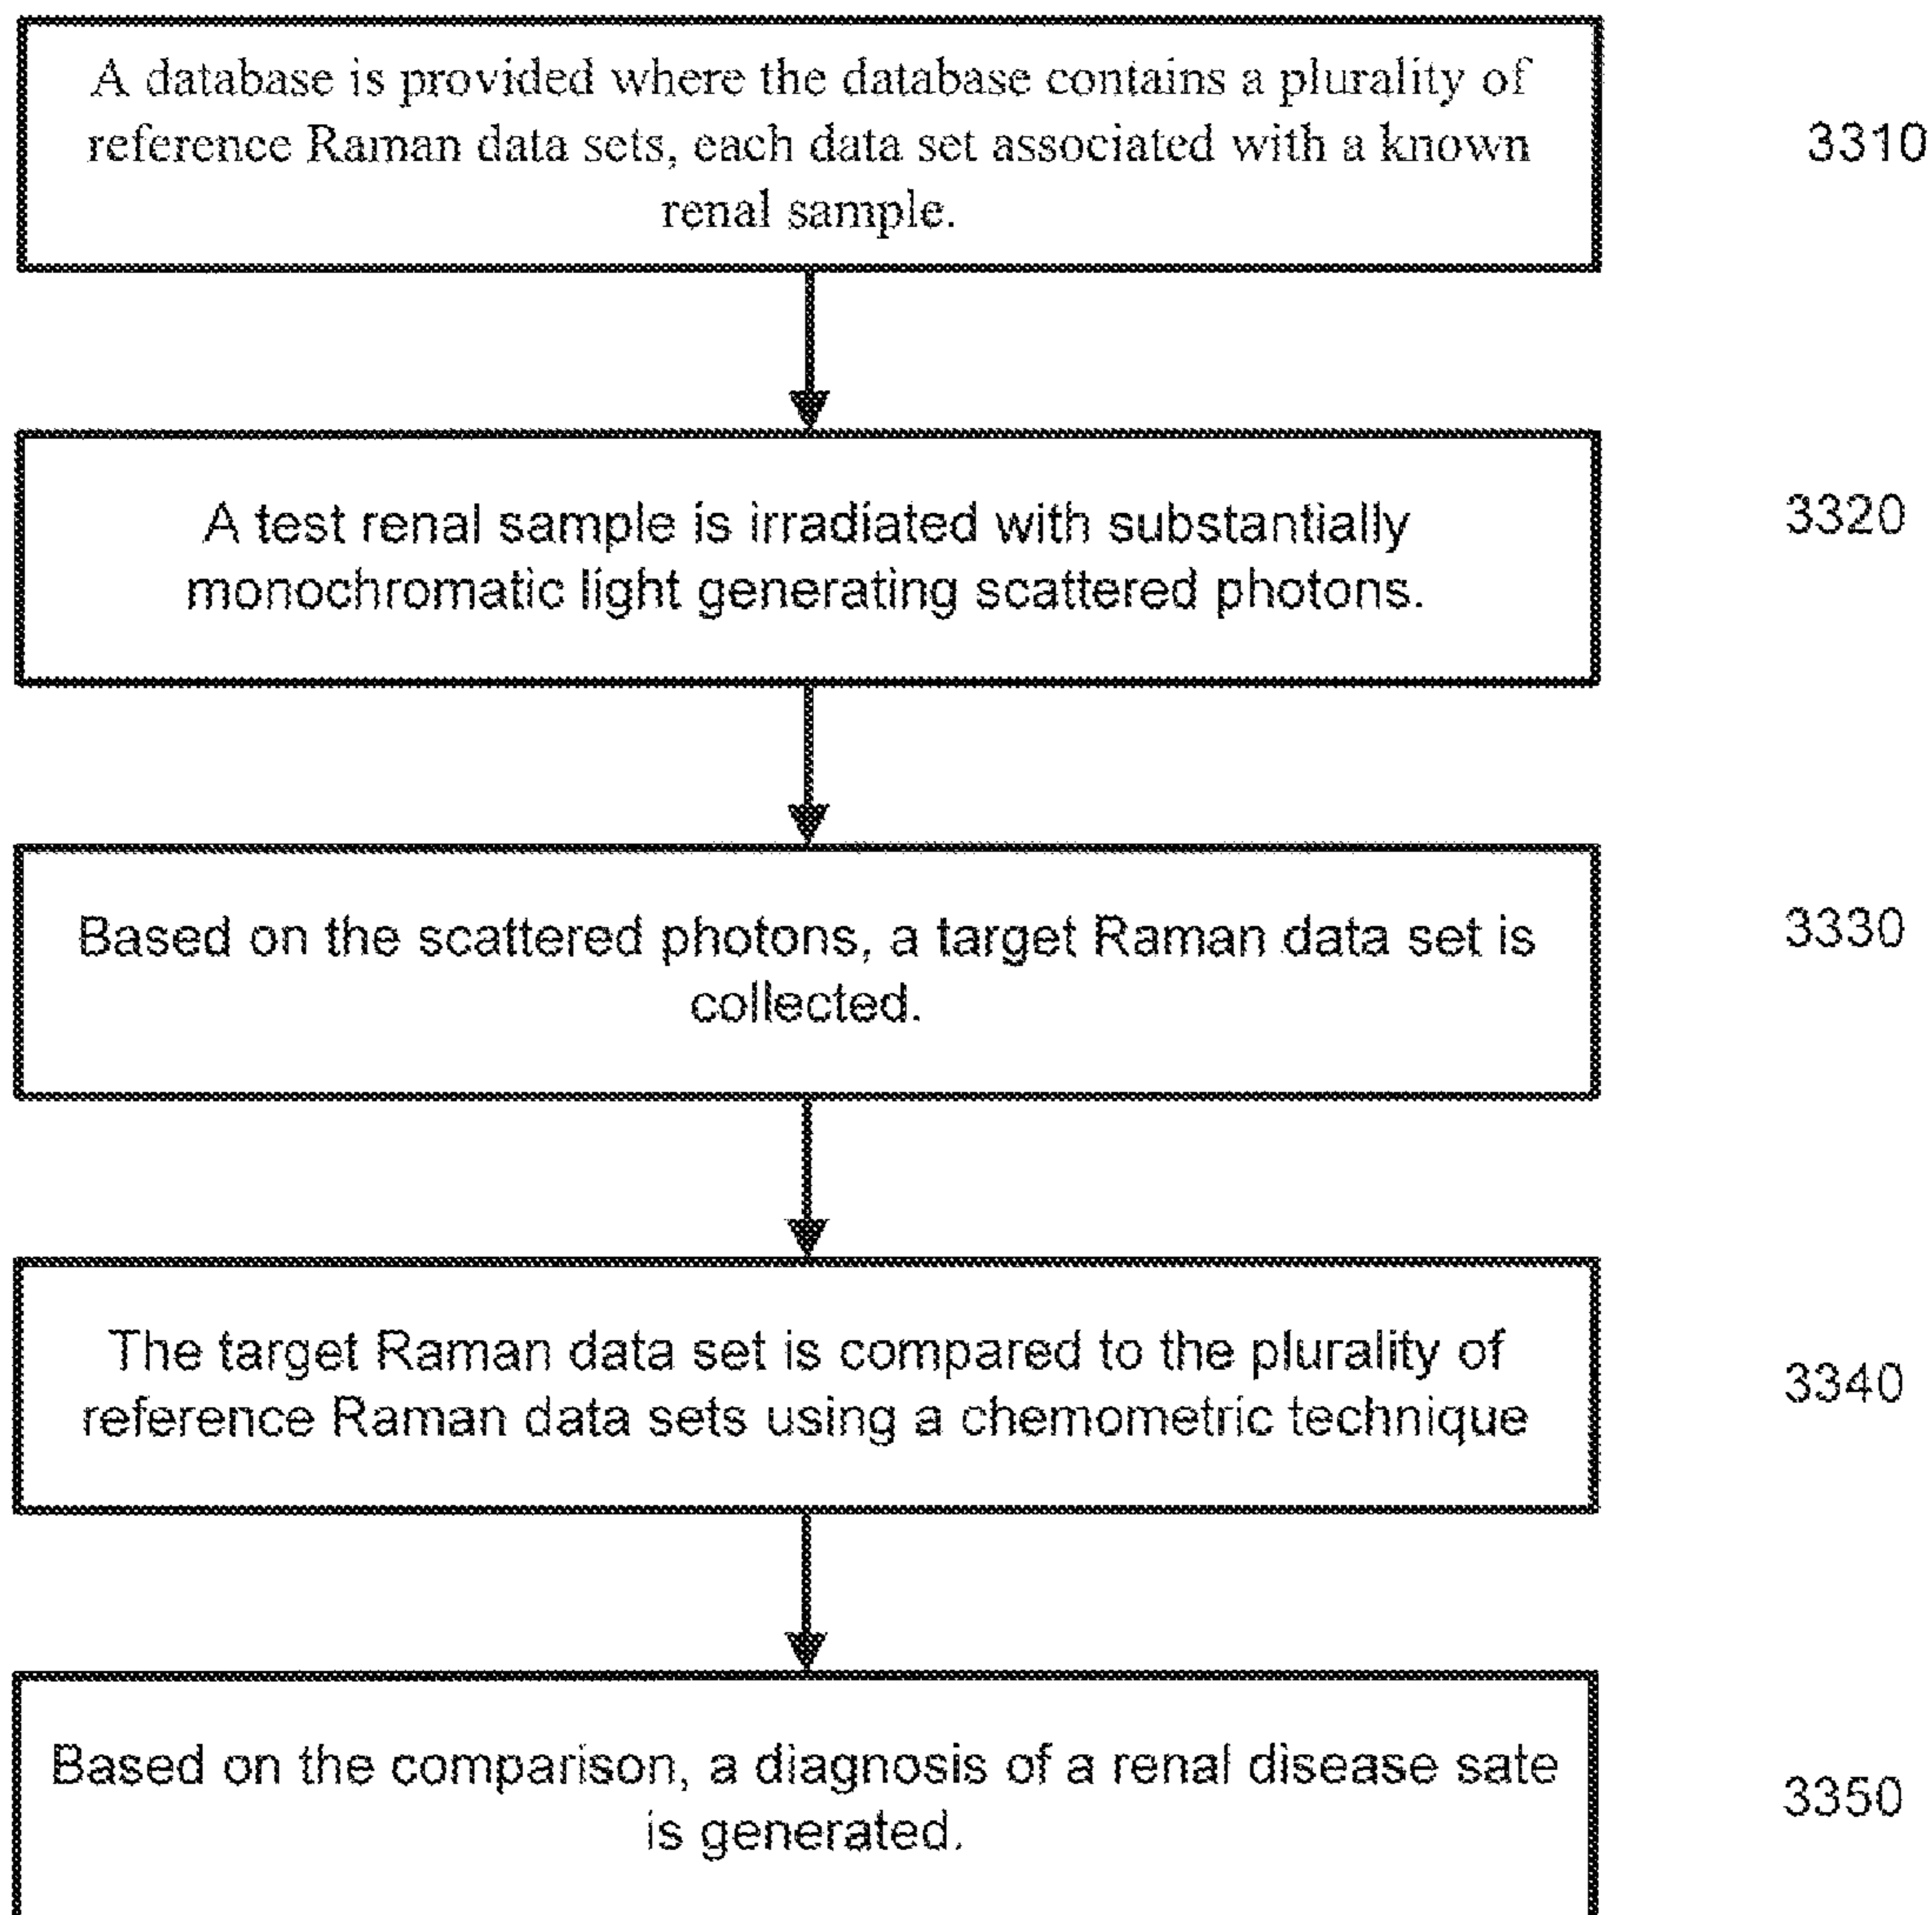 A database is provided where the database contains a plurality of
reference Raman data sets, each data set associated with a known
renal sample.
3310
A test renal sample is irradiated with substantially
monochromatic light generating scattered photons.
3320
Based on the scattered photons, a target Raman data set is
collected.
3330
The target Raman data set is compared to the plurality of
reference Raman data sets using a chemometric technique
3340
Based on the comparison, a diagnosis of a renal disease sate
is generated.
3350